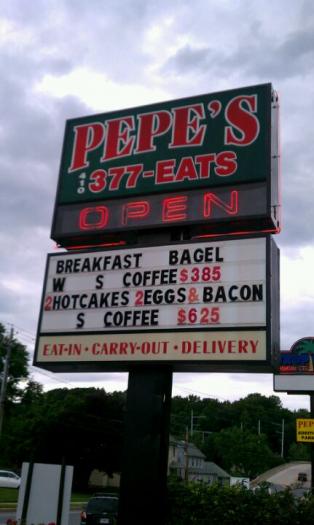 PEPE'S
410 377-EATS
OPEN
BREAKFAST BAGEL
W S COFFEE $385
2HOTCAKES 2EGGS & BACON
S COFFEE $625
EAT-IN • CARRY-OUT • DELIVERY
PEP